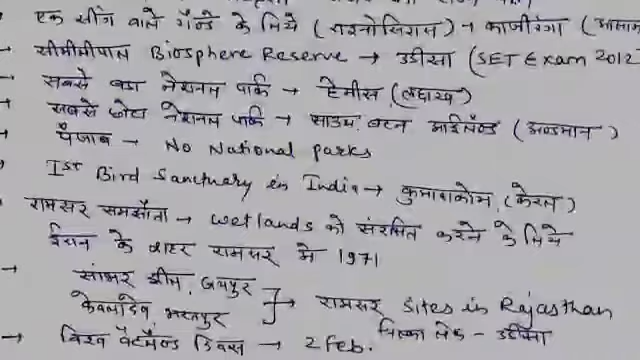 एक सींग वाले गैन्डे के लिये (राइनोसिरास) → काजीरंगा (आसाम
→ सीमीलीपाल Biosphere Reserve → उडीसा (SET Exam 2012
→ सबसे बडा नेशनल पार्क → हेमीस (लद्दाख)
→ सबसे छोटा नेशनल पार्क → साउथ बटन आईलैण्ड (अण्डमान)
→ पंजाब → No National parks
Ist Bird Sanctuary in India → कुमाराकोम (केरल)
रामसर समझौता → wetlands को संरक्षित करने के लिये
ईरान के शहर रामसर मे 1971
→ सांभर झील, जयपुर
केवलादेव, भरतपुर → रामसर sites in Rajasthan
चिल्का लेक - उडीसा
→ विश्व वैटलैण्ड दिवस → 2 Feb.